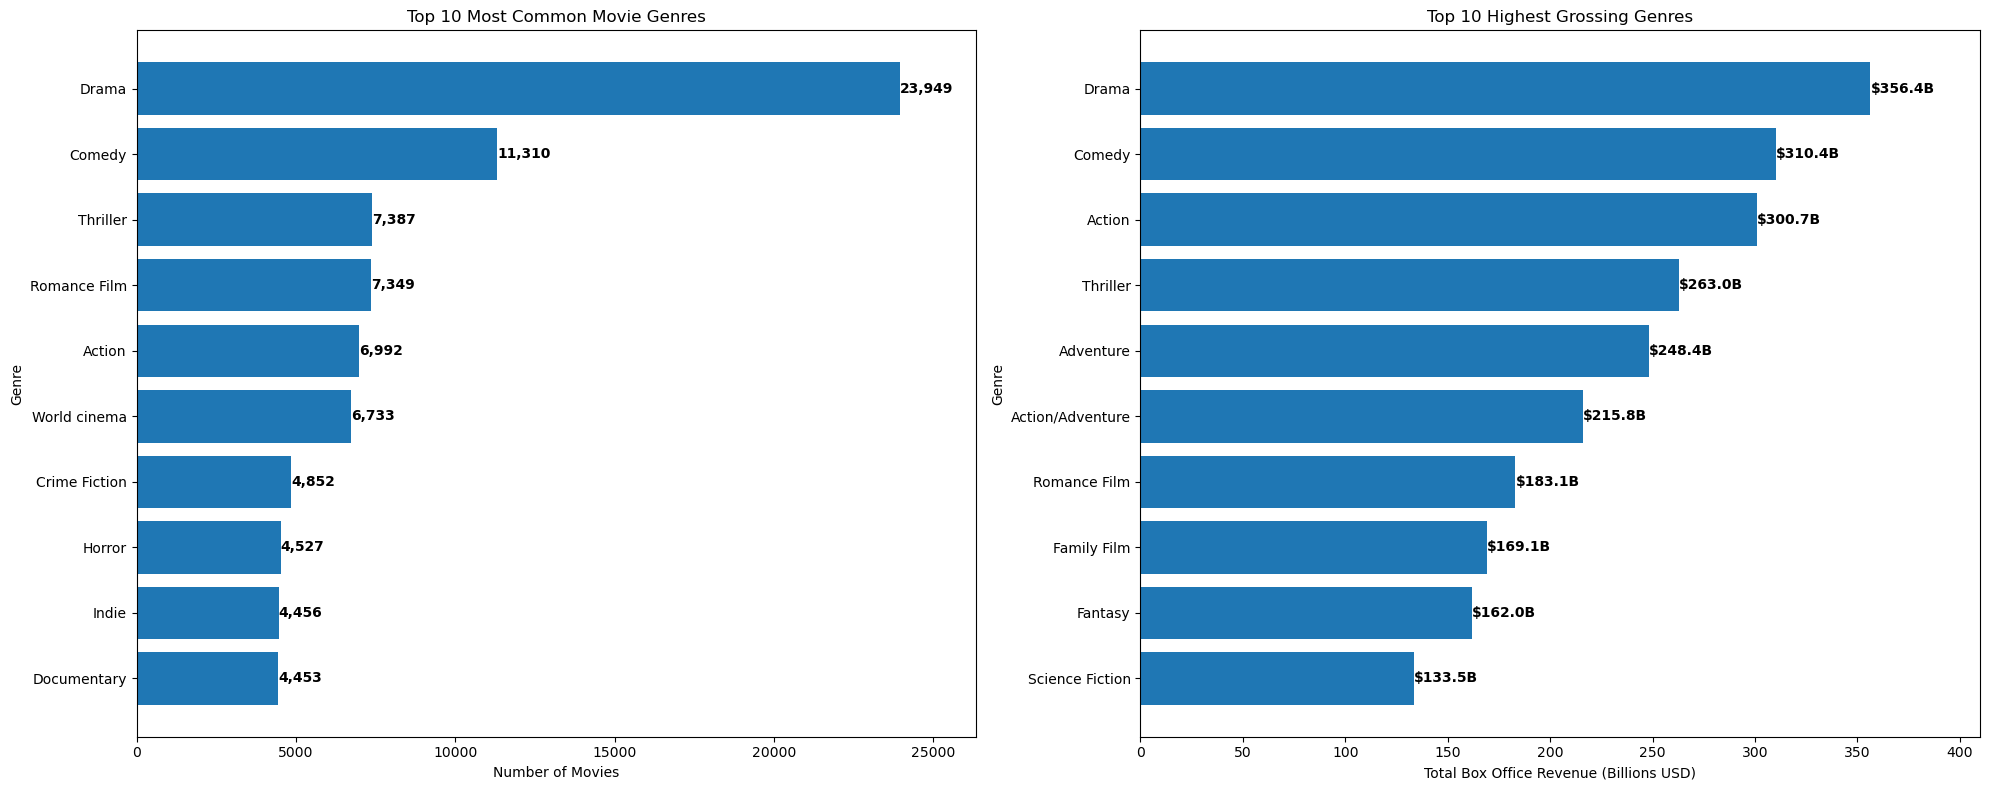 Top 10 Most Common Movie Genres
Genre
Drama 23,949
Comedy 11,310
Thriller 7,387
Romance Film 7,349
Action 6,992
World cinema 6,733
Crime Fiction 4,852
Horror 4,527
Indie 4,456
Documentary 4,453
0 5000 10000 15000 20000 25000
Number of Movies
Top 10 Highest Grossing Genres
Genre
Drama $356.4B
Comedy $310.4B
Action $300.7B
Thriller $263.0B
Adventure $248.4B
Action/Adventure $215.8B
Romance Film $183.1B
Family Film $169.1B
Fantasy $162.0B
Science Fiction $133.5B
0 50 100 150 200 250 300 350 400
Total Box Office Revenue (Billions USD)